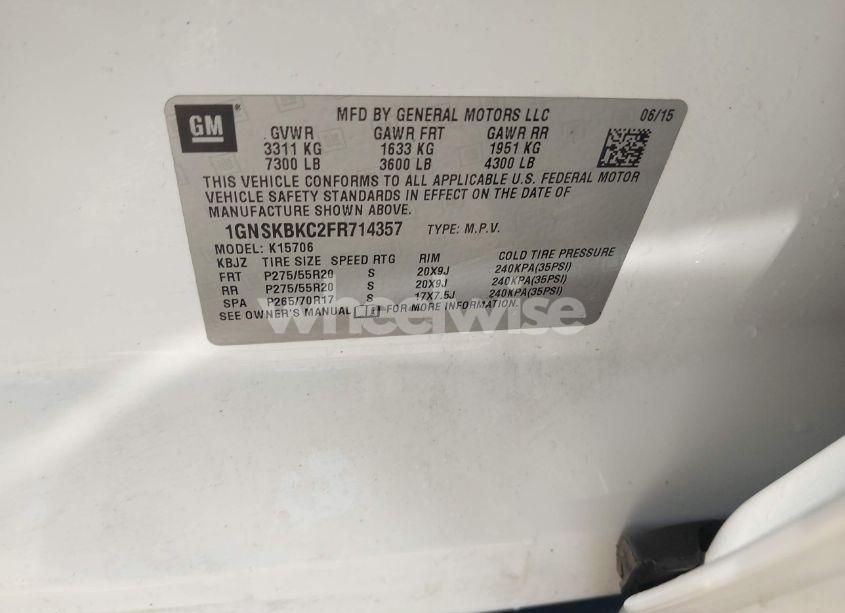 GM
MFD BY GENERAL MOTORS LLC 06/15
GVWR GAWR FRT GAWR RR
3311 KG 1633 KG 1951 KG
7300 LB 3600 LB 4300 LB
THIS VEHICLE CONFORMS TO ALL APPLICABLE U.S. FEDERAL MOTOR
VEHICLE SAFETY STANDARDS IN EFFECT ON THE DATE OF
MANUFACTURE SHOWN ABOVE.
1GNSKBKC2FR714357 TYPE: M.P.V.
MODEL: K15706
KBJZ TIRE SIZE SPEED RTG RIM COLD TIRE PRESSURE
FRT P275/55R20 S 20X9J 240KPA(35PSI)
RR P275/55R20 S 20X9J 240KPA(35PSI)
SPA P265/70R17 S 17X7.5J 240KPA(35PSI)
SEE OWNER'S MANUAL FOR MORE INFORMATION.
wheelwise